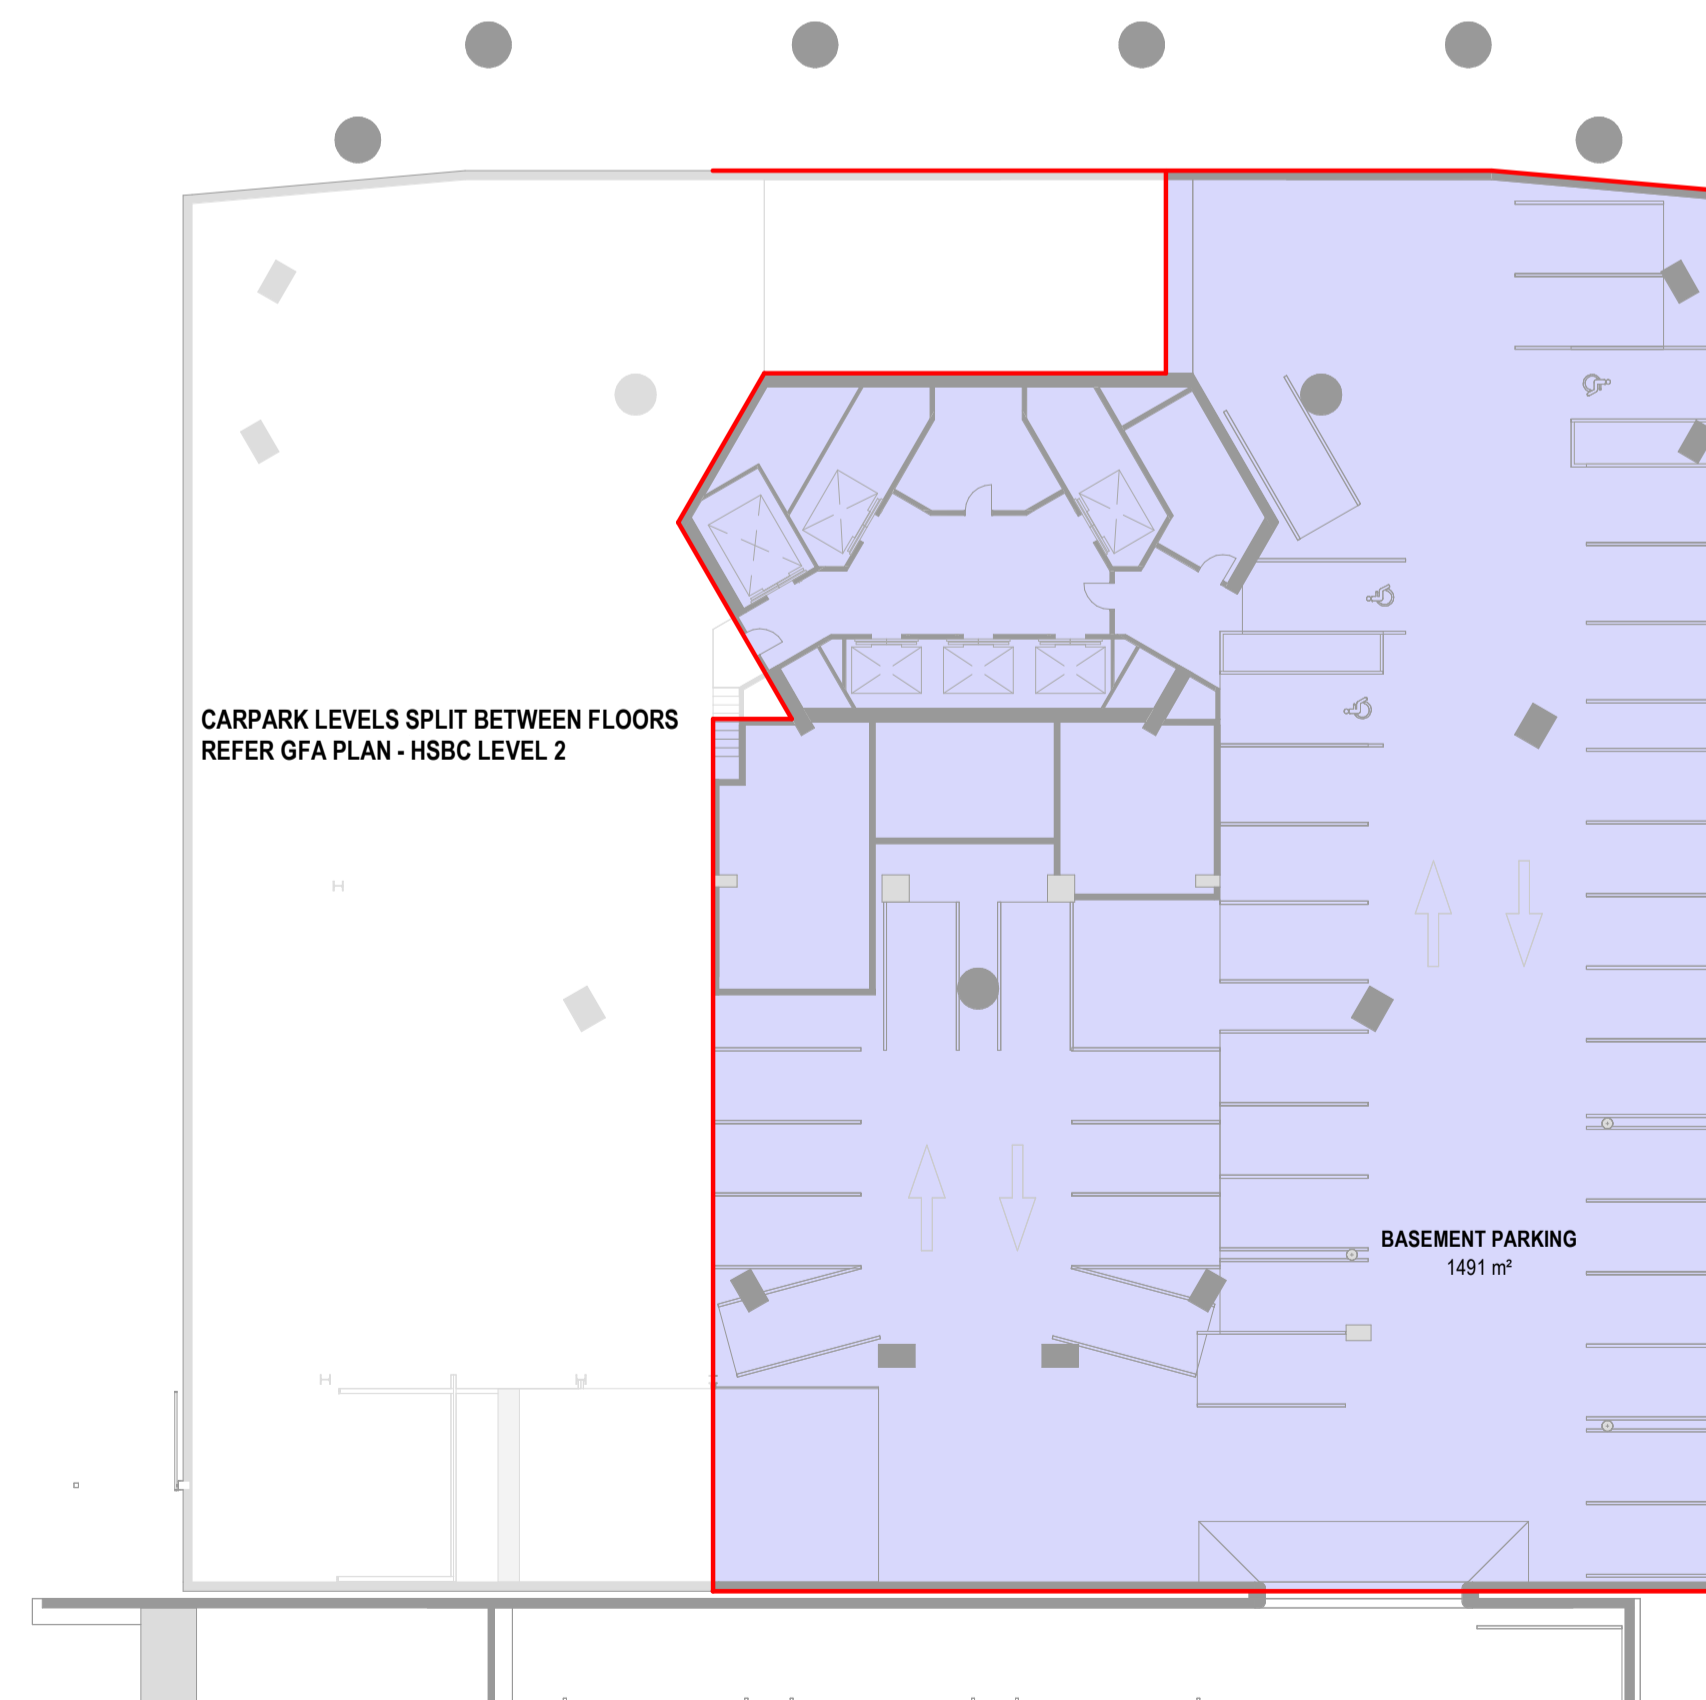 CARPARK LEVELS SPLIT BETWEEN FLOORS
REFER GFA PLAN - HSBC LEVEL 2
BASEMENT PARKING
1491 m²